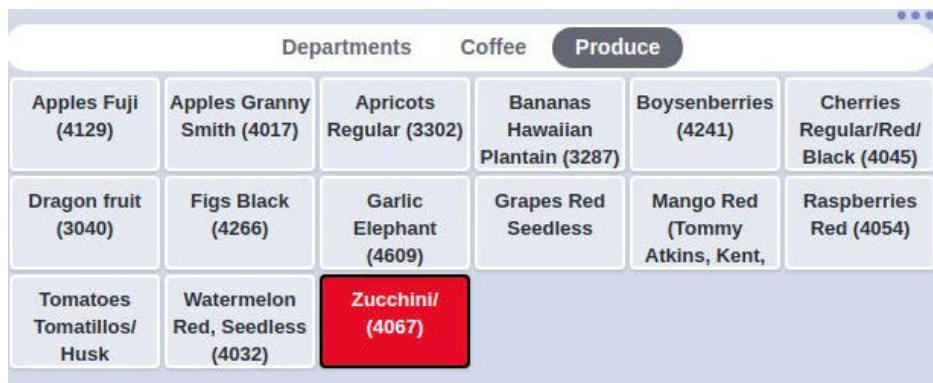 Departments Coffee Produce
Apples Fuji
(4129)
Apples Granny
Smith (4017)
Apricots
Regular (3302)
Bananas
Hawaiian
Plantain (3287)
Boysenberries
(4241)
Cherries
Regular/Red/
Black (4045)
Dragon fruit
(3040)
Figs Black
(4266)
Garlic
Elephant
(4609)
Grapes Red
Seedless
Mango Red
(Tommy
Atkins, Kent,
Raspberries
Red (4054)
Tomatoes
Tomatillos/
Husk
Watermelon
Red, Seedless
(4032)
Zucchini/
(4067)